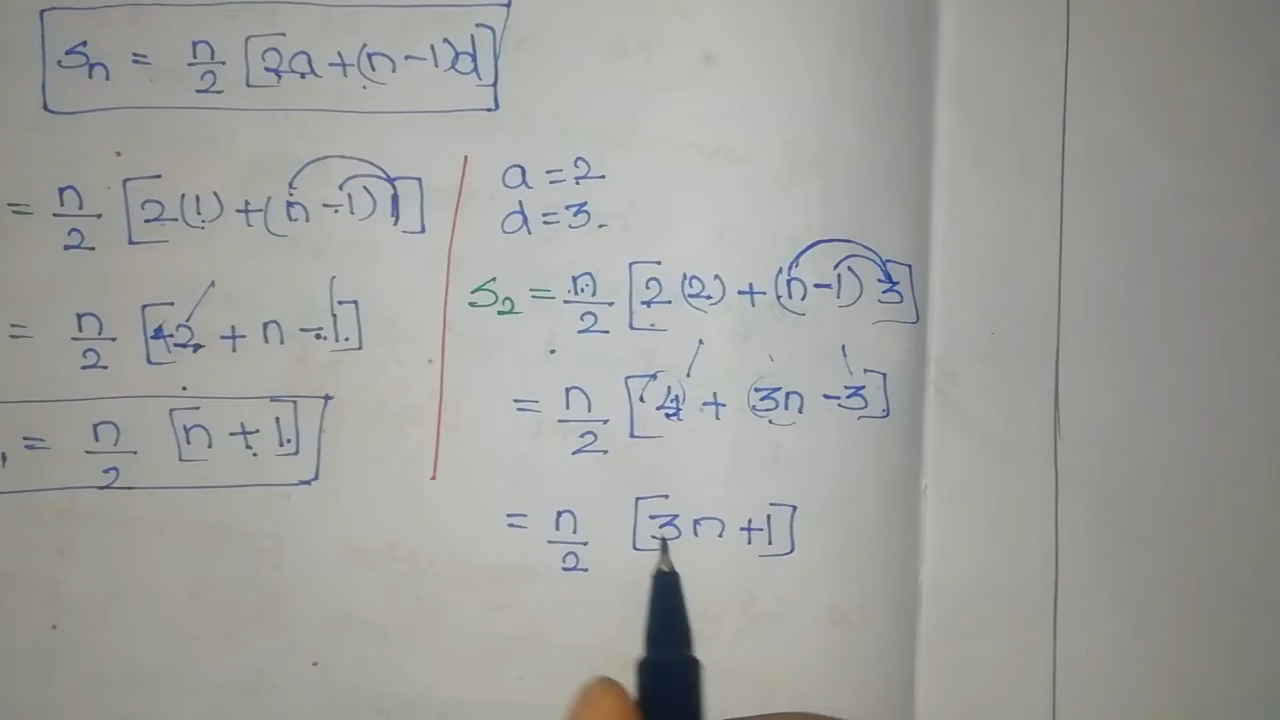 Sn = n/2 [2a+(n-1)d]
= n/2 [2(1)+(n-1)1]
= n/2 [2 + n -1]
= n/2 [n+1]
a=2
d=3.
S2 = n/2 [2(2)+(n-1)3]
= n/2 [4 + 3n -3]
= n/2 [3n+1]